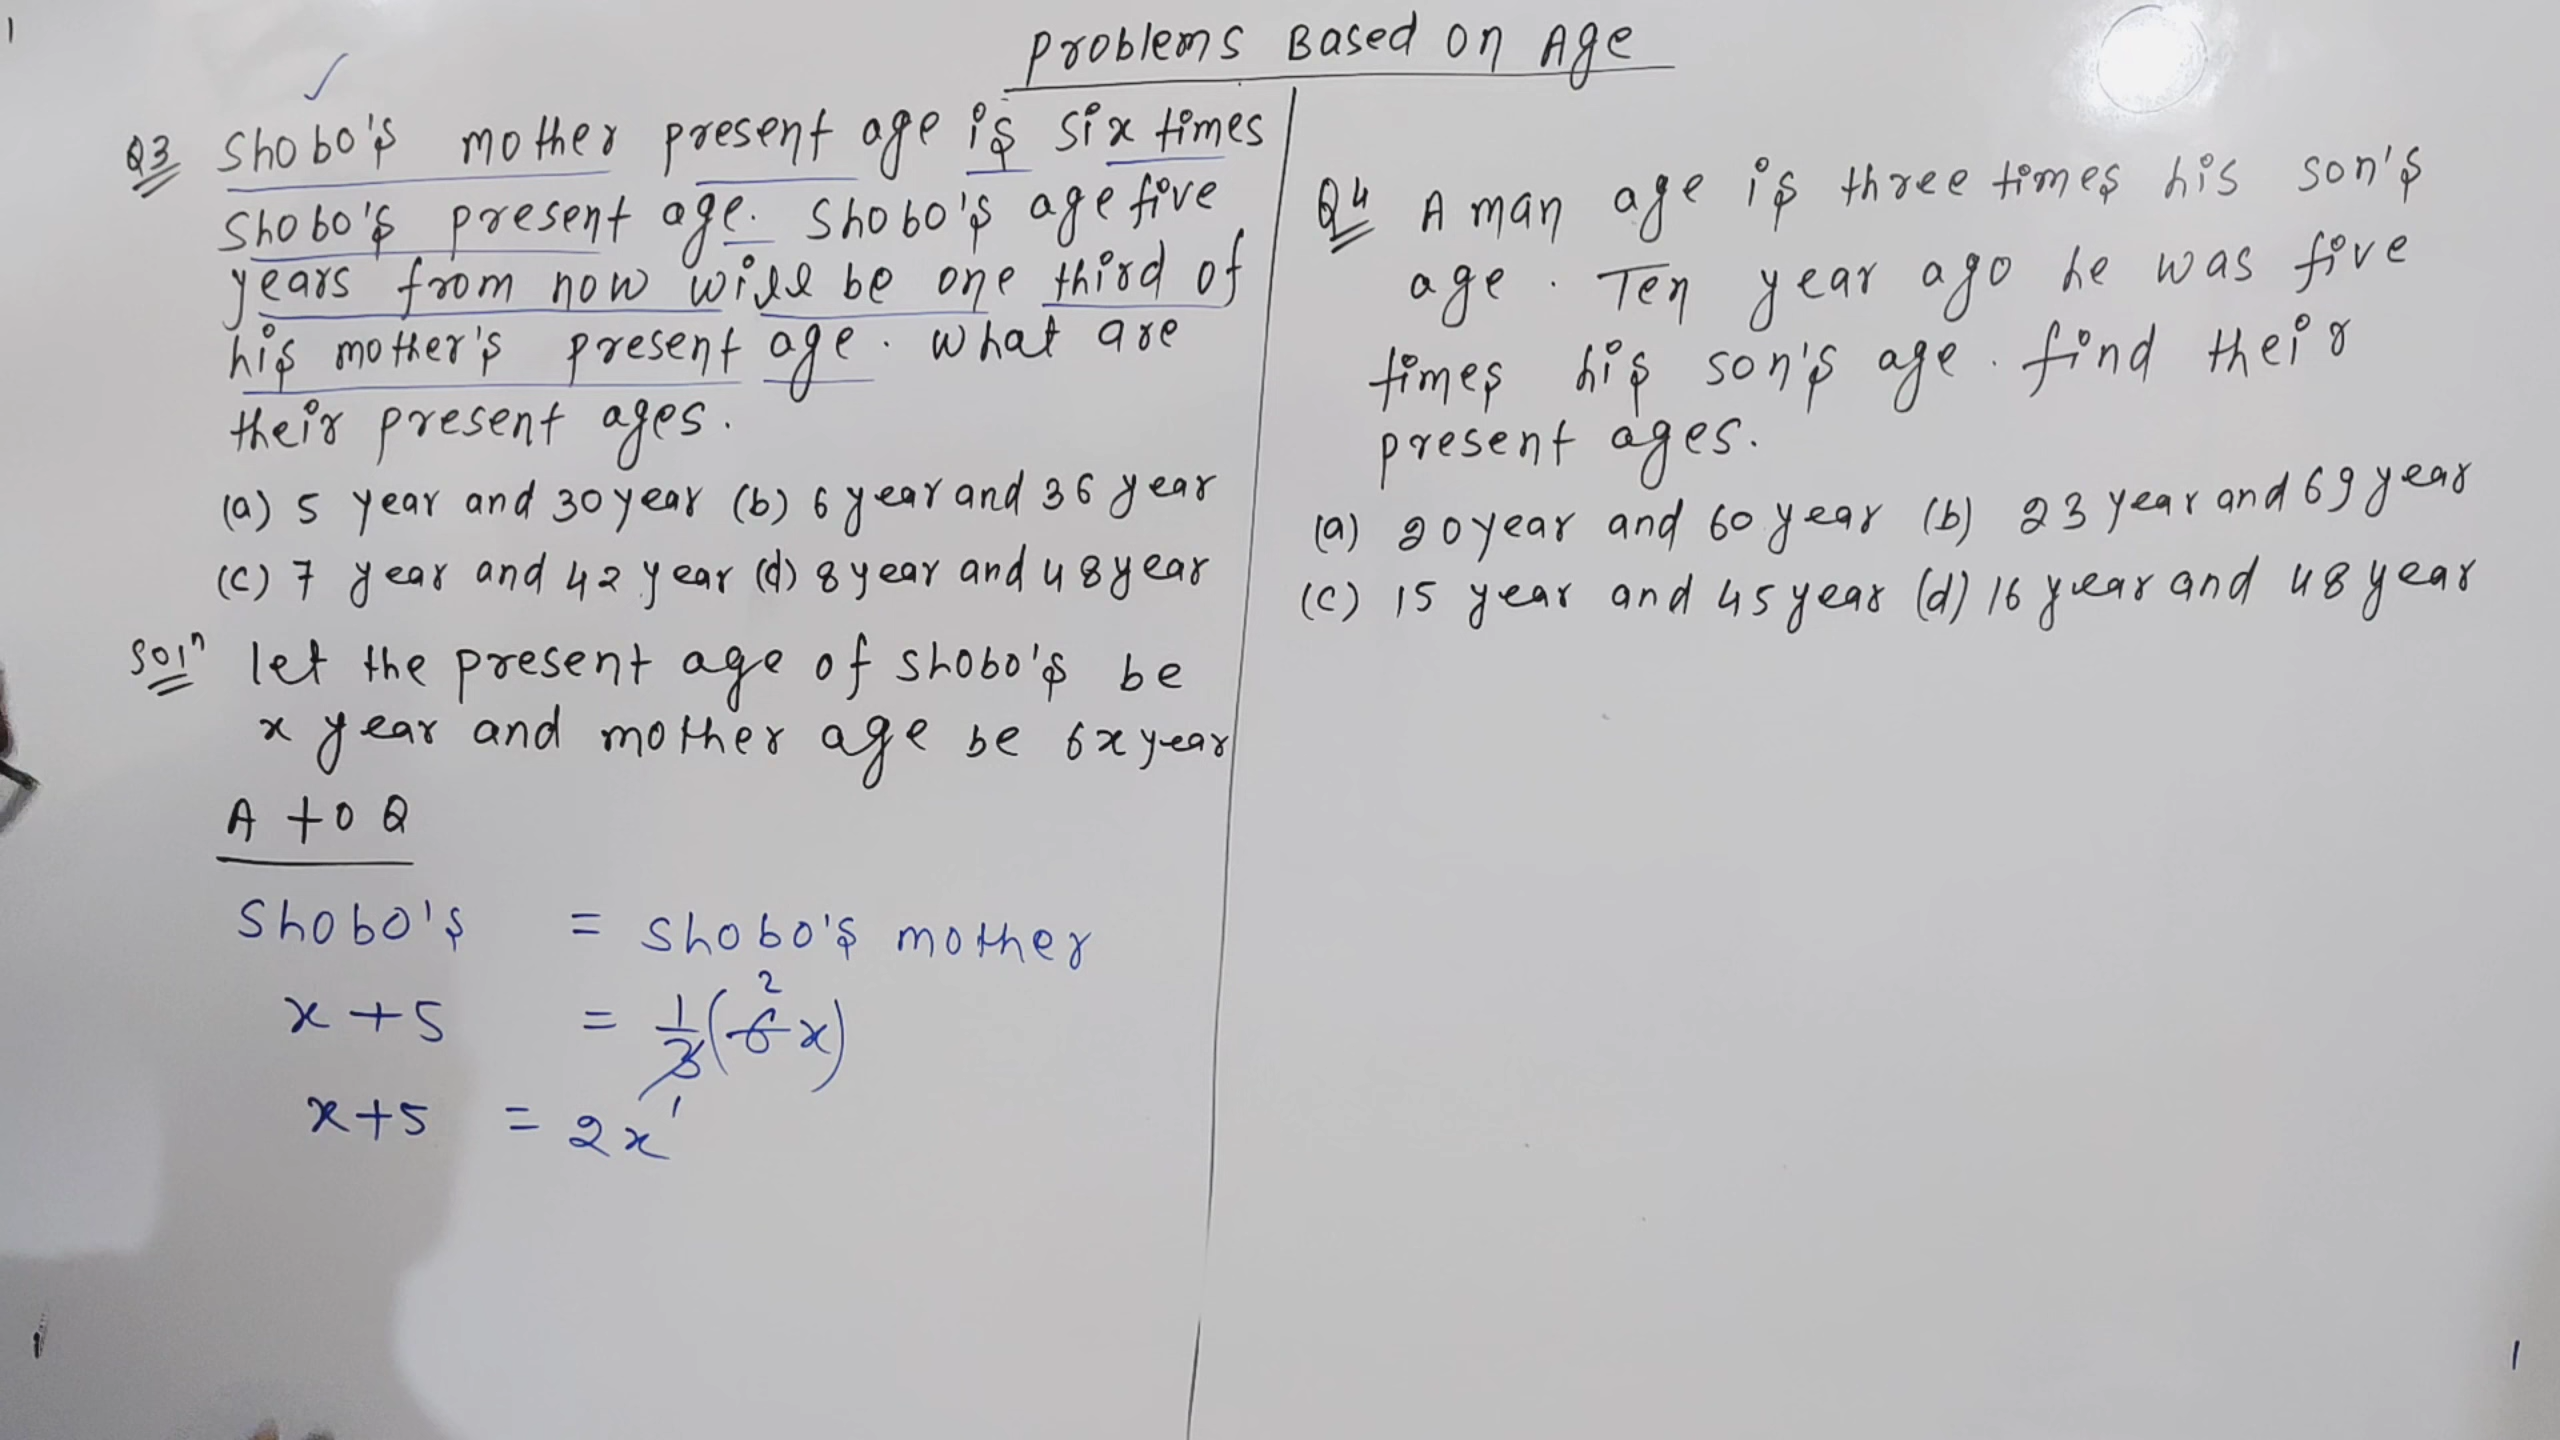 Problems Based on Age
Q3 Shobo's mother present age is six times
Shobo's present age. Shobo's age five
years from now will be one third of
his mother's present age. What are
their present ages.
(a) 5 year and 30 year (b) 6 year and 36 year
(c) 7 year and 42 year (d) 8 year and 48 year
Soln let the present age of shobo's be
x year and mother age be 6x year
A to Q
Shobo's = Shobo's mother
x + 5 = 1/3 (6x) 2
x+5 = 2x 1
Q4 A man age is three times his son's
age. Ten year ago he was five
times his son's age. find their
present ages.
(a) 20 year and 60 year (b) 23 year and 69 year
(c) 15 year and 45 year (d) 16 year and 48 year